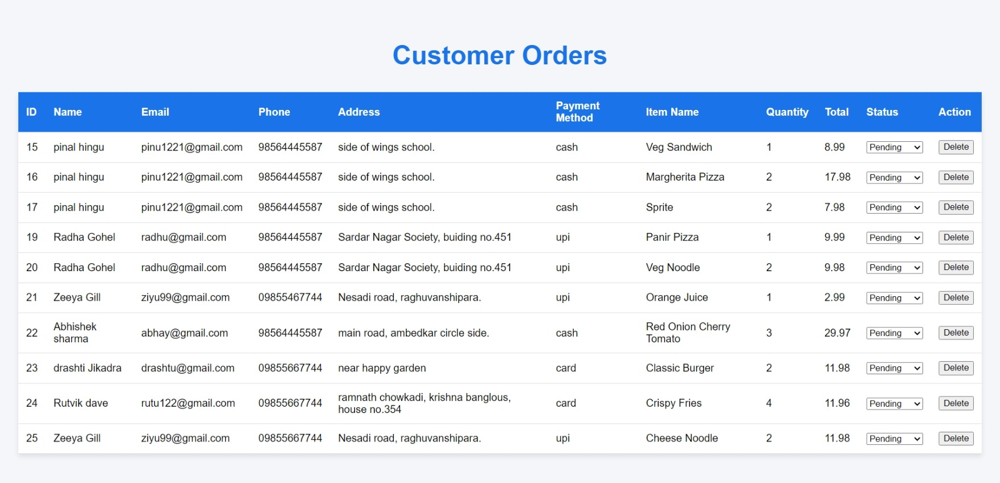 Customer Orders
ID Name Email Phone Address Payment Method Item Name Quantity Total Status Action
15 pinal hingu pinu1221@gmail.com 98564445587 side of wings school. cash Veg Sandwich 1 8.99 Pending Delete
16 pinal hingu pinu1221@gmail.com 98564445587 side of wings school. cash Margherita Pizza 2 17.98 Pending Delete
17 pinal hingu pinu1221@gmail.com 98564445587 side of wings school. cash Sprite 2 7.98 Pending Delete
19 Radha Gohel radhu@gmail.com 98564445587 Sardar Nagar Society, buiding no.451 upi Panir Pizza 1 9.99 Pending Delete
20 Radha Gohel radhu@gmail.com 98564445587 Sardar Nagar Society, buiding no.451 upi Veg Noodle 2 9.98 Pending Delete
21 Zeeya Gill ziyu99@gmail.com 09855467744 Nesadi road, raghuvanshipara. upi Orange Juice 1 2.99 Pending Delete
22 Abhishek sharma abhay@gmail.com 98564445587 main road, ambedkar circle side. cash Red Onion Cherry Tomato 3 29.97 Pending Delete
23 drashti Jikadra drashtu@gmail.com 09855667744 near happy garden card Classic Burger 2 11.98 Pending Delete
24 Rutvik dave rutu122@gmail.com 09855667744 ramnath chowkadi, krishna banglous, house no.354 card Crispy Fries 4 11.96 Pending Delete
25 Zeeya Gill ziyu99@gmail.com 09855667744 Nesadi road, raghuvanshipara. upi Cheese Noodle 2 11.98 Pending Delete